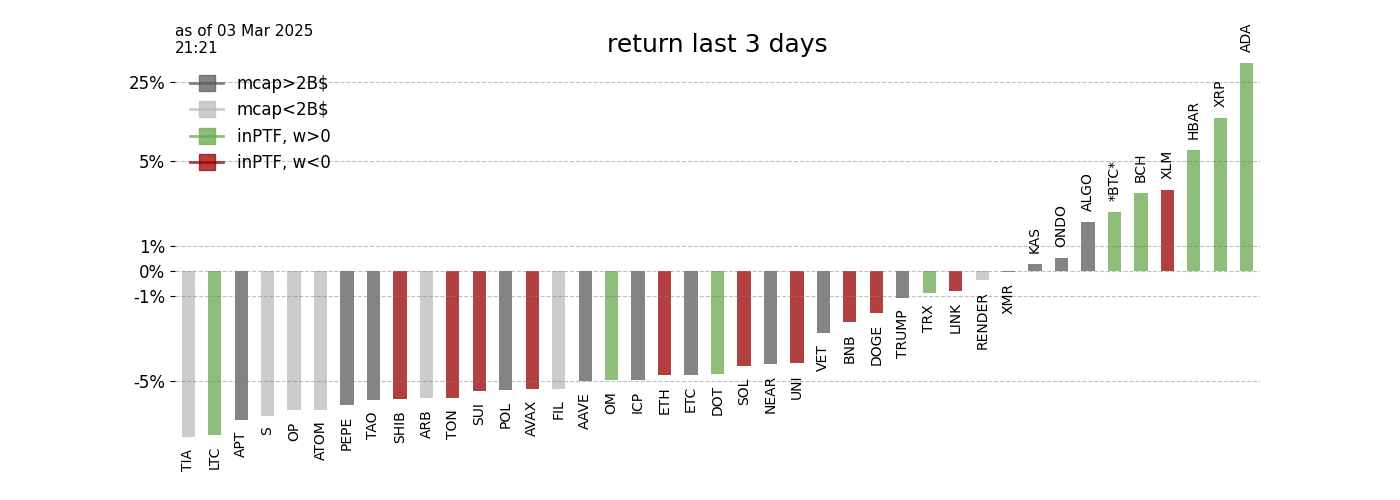 as of 03 Mar 2025
21:21
return last 3 days
mcap>2B$
mcap<2B$
inPTF, w>0
inPTF, w<0
25%
5%
1%
0%
-1%
-5%
TIA
LTC
APT
S
OP
ATOM
PEPE
TAO
SHIB
ARB
TON
SUI
POL
AVAX
FIL
AAVE
OM
ICP
ETH
ETC
DOT
SOL
NEAR
UNI
VET
BNB
DOGE
TRUMP
TRX
LINK
RENDER
XMR
KAS
ONDO
ALGO
*BTC*
BCH
XLM
HBAR
XRP
ADA